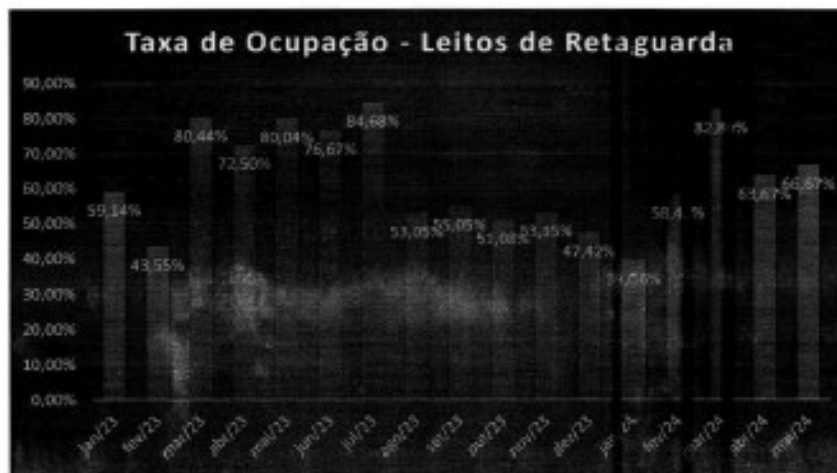 Taxa de Ocupação - Leitos de Retaguarda
90,00%
80,00%
70,00%
60,00%
50,00%
40,00%
30,00%
20,00%
10,00%
0,00%
59,14%
43,55%
80,44%
72,50%
80,04%
76,67%
84,68%
53,05%
55,05%
51,08%
53,35%
47,42%
63,67%
66,67%
jan/23
fev/23
mar/23
abr/23
mai/23
jun/23
jul/23
ago/23
set/23
out/23
nov/23
dez/23
fev/24
mar/24
abr/24
mai/24